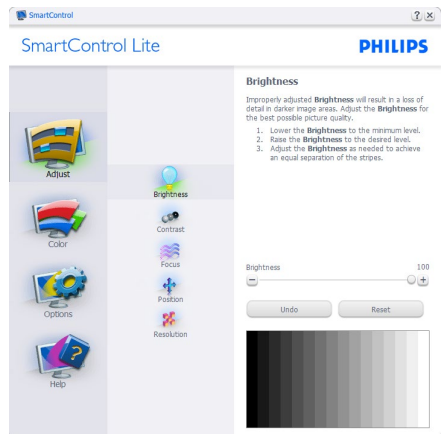 SmartControl
SmartControl Lite
PHILIPS
Adjust
Color
Options
Help
Brightness
Contrast
Focus
Position
Resolution
Brightness
Improperly adjusted Brightness will result in a loss of
detail in darker image areas. Adjust the Brightness for
the best possible picture quality.
1. Lower the Brightness to the minimum level.
2. Raise the Brightness to the desired level.
3. Adjust the Brightness as needed to achieve
an equal separation of the stripes.
Brightness 100
Undo Reset